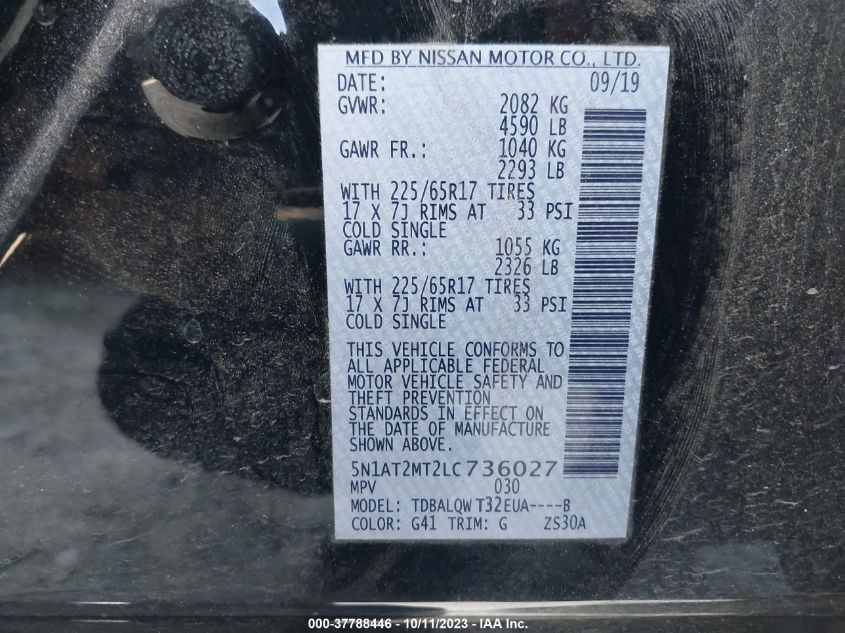 MFD BY NISSAN MOTOR CO., LTD.
DATE: 09/19
GVWR: 2082 KG
4590 LB
GAWR FR.: 1040 KG
2293 LB
WITH 225/65R17 TIRES
17 X 7J RIMS AT 33 PSI
COLD SINGLE
GAWR RR.: 1055 KG
2326 LB
WITH 225/65R17 TIRES
17 X 7J RIMS AT 33 PSI
COLD SINGLE
THIS VEHICLE CONFORMS TO
ALL APPLICABLE FEDERAL
MOTOR VEHICLE SAFETY AND
THEFT PREVENTION
STANDARDS IN EFFECT ON
THE DATE OF MANUFACTURE
SHOWN ABOVE.
5N1AT2MT2LC736027
MPV 030
MODEL: TDBALQW T32EUA----B
COLOR: G41 TRIM: G ZS30A
000-37788446 - 10/11/2023 - IAA Inc.